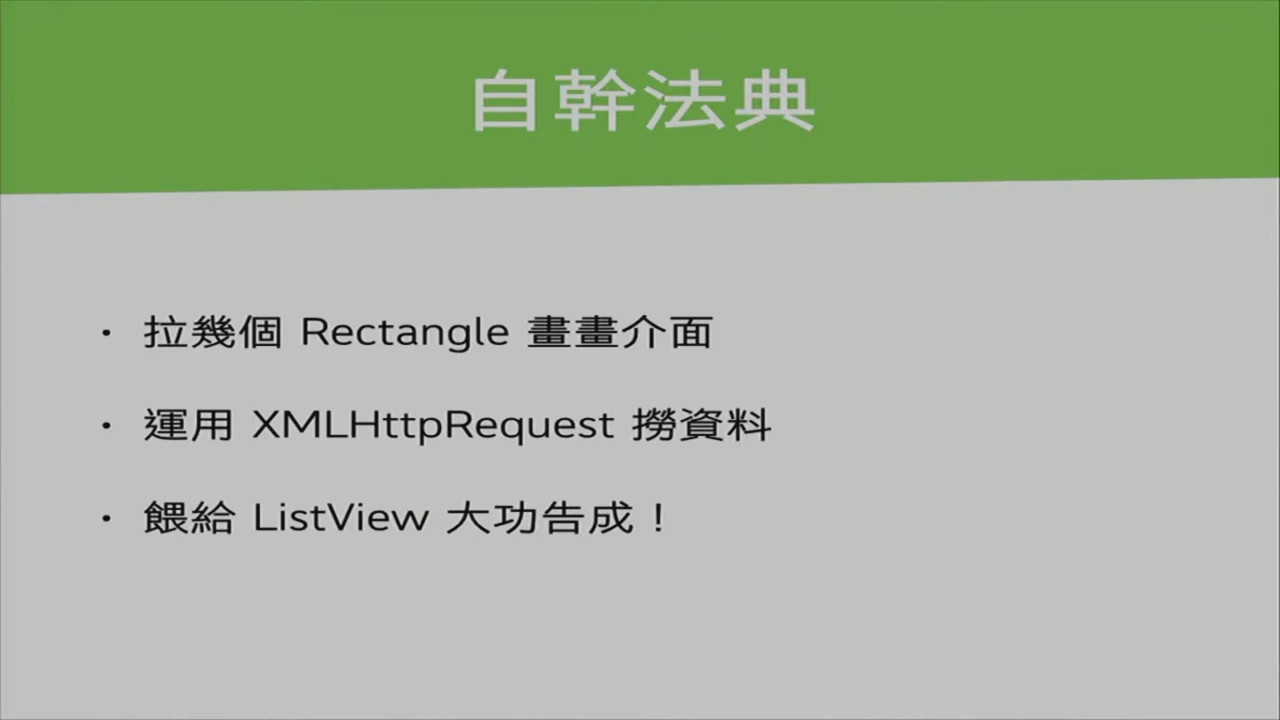 自幹法典
· 拉幾個 Rectangle 畫畫介面
· 運用 XMLHttpRequest 撈資料
· 餵給 ListView 大功告成！